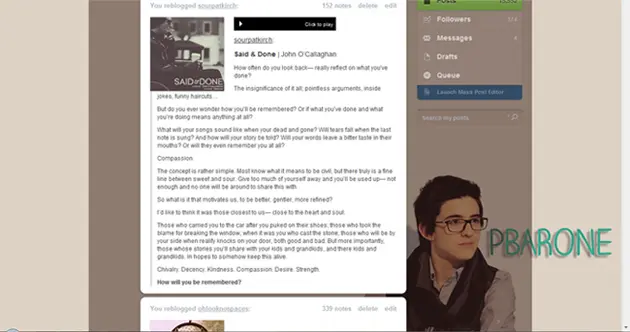 You reblogged sourpatkirch:
152 notes delete edit
Click to play
SAID & DONE
sourpatkirch:
Said & Done | John O'Callaghan
How often do you look back— really reflect on what you've
done?
The insignificance of it all; pointless arguments, inside
jokes, funny haircuts...
But do you ever wonder how you'll be remembered? Or if what you've done and what
you're doing means anything at all?
What will your songs sound like when your dead and gone? Will tears fall when the last
note is sung? And how will your story be told? Will your words leave a bitter taste in their
mouths? Or will they even remember you at all?
Compassion.
The concept is rather simple. Most know what it means to be civil, but there truly is a fine
line between sweet and sour. Give too much of yourself away and you'll be used up— not
enough and no one will be around to share this with.
So what is it that motivates us, to be better, gentler, more refined?
I'd like to think it was those closest to us— close to the heart and soul.
Those who carried you to the car after you puked on their shoes; those who took the
blame for breaking the window, when it was you who cast the stone; those who will be by
your side when reality knocks on your door, both good and bad. But more importantly,
those whose stories you'll share with your kids and grandkids, and there kids and
grandkids. In hopes to somehow keep this alive.
Chivalry. Decency. Kindness. Compassion. Desire. Strength.
How will you be remembered?
You reblogged
339 notes delete edit
Posts
Followers
Messages
Drafts
Queue
Launch Mass Post Editor
Search my posts
PBARONE